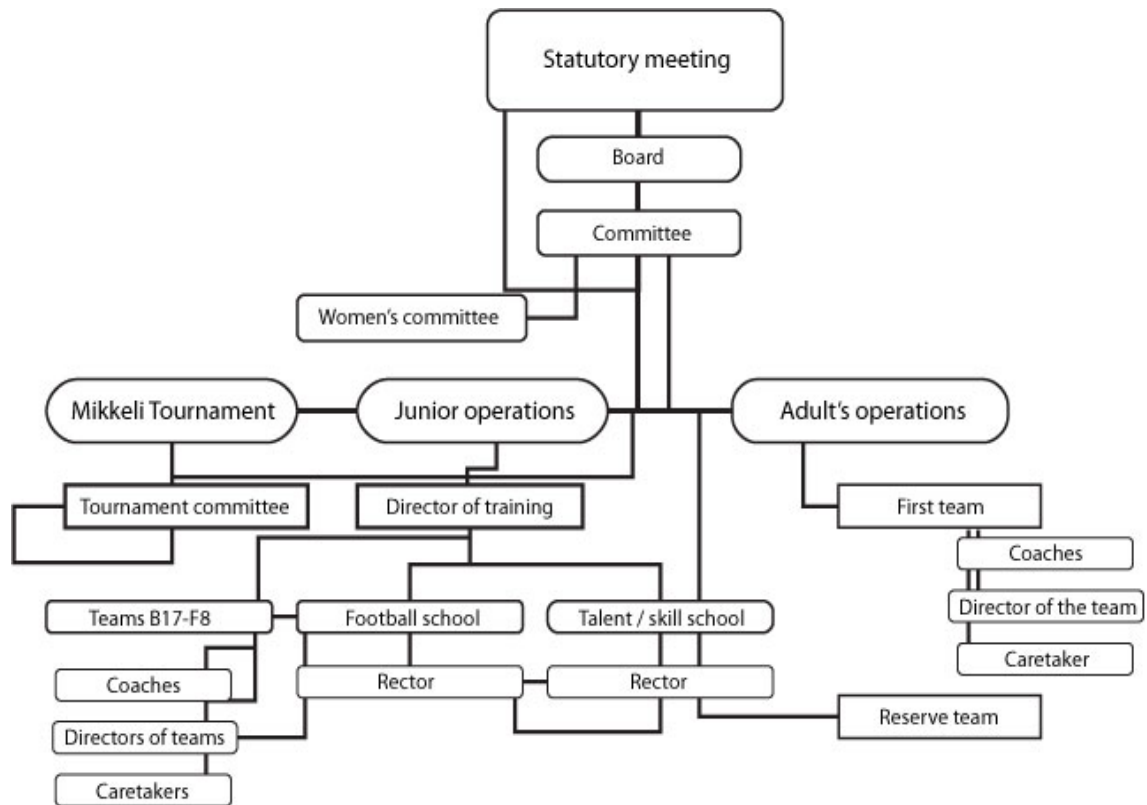 Statutory meeting
Board
Committee
Women's committee
Mikkeli Tournament
Junior operations
Adult's operations
Tournament committee
Director of training
First team
Coaches
Director of the team
Caretaker
Teams B17-F8
Football school
Talent / skill school
Coaches
Rector
Rector
Directors of teams
Reserve team
Caretakers